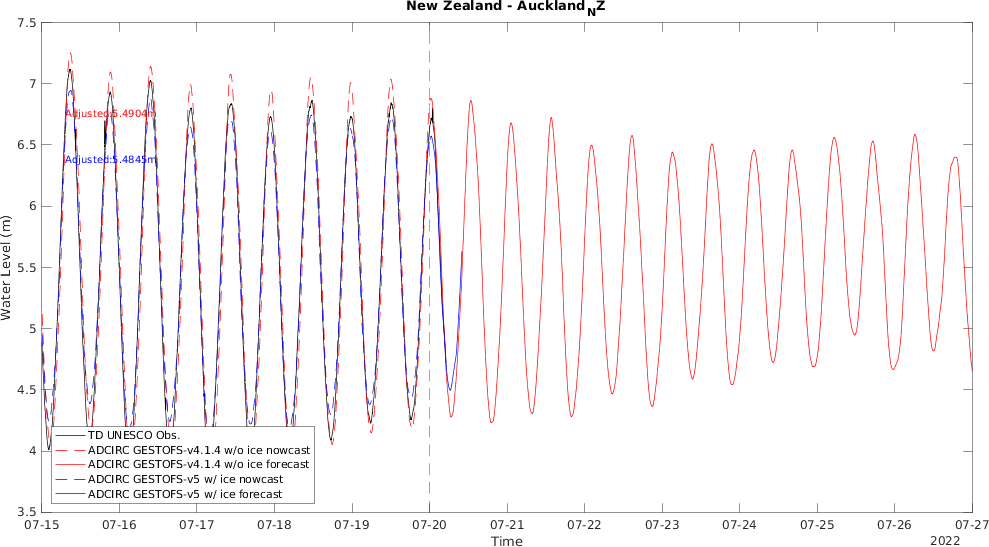 New Zealand - Auckland_NZ
7.5
7
6.5
6
5.5
5
4.5
4
3.5
Water Level (m)
Adjusted:5.4904m
Adjusted:5.4845m
TD UNESCO Obs.
ADCIRC GESTOFS-v4.1.4 w/o ice nowcast
ADCIRC GESTOFS-v4.1.4 w/o ice forecast
ADCIRC GESTOFS-v5 w/ ice nowcast
ADCIRC GESTOFS-v5 w/ ice forecast
07-15 07-16 07-17 07-18 07-19 07-20 07-21 07-22 07-23 07-24 07-25 07-26 07-27
Time
2022